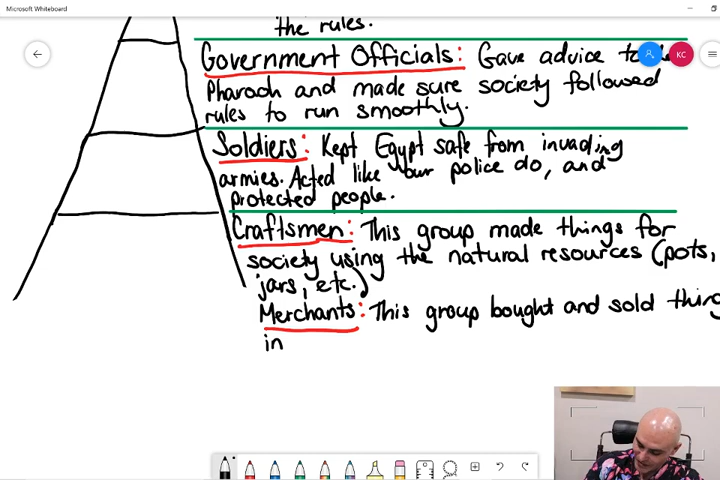 Microsoft Whiteboard
the rules.
Government Officials: Gave advice to
KC
Pharaoh and made sure society followed
rules to run smoothly.
Soldiers: Kept Egypt safe from invading
armies. Acted like our police do, and
protected people.
Craftsmen: This group made things for
society using the natural resources (pots,
jars, etc.)
Merchants: This group bought and sold thing
in